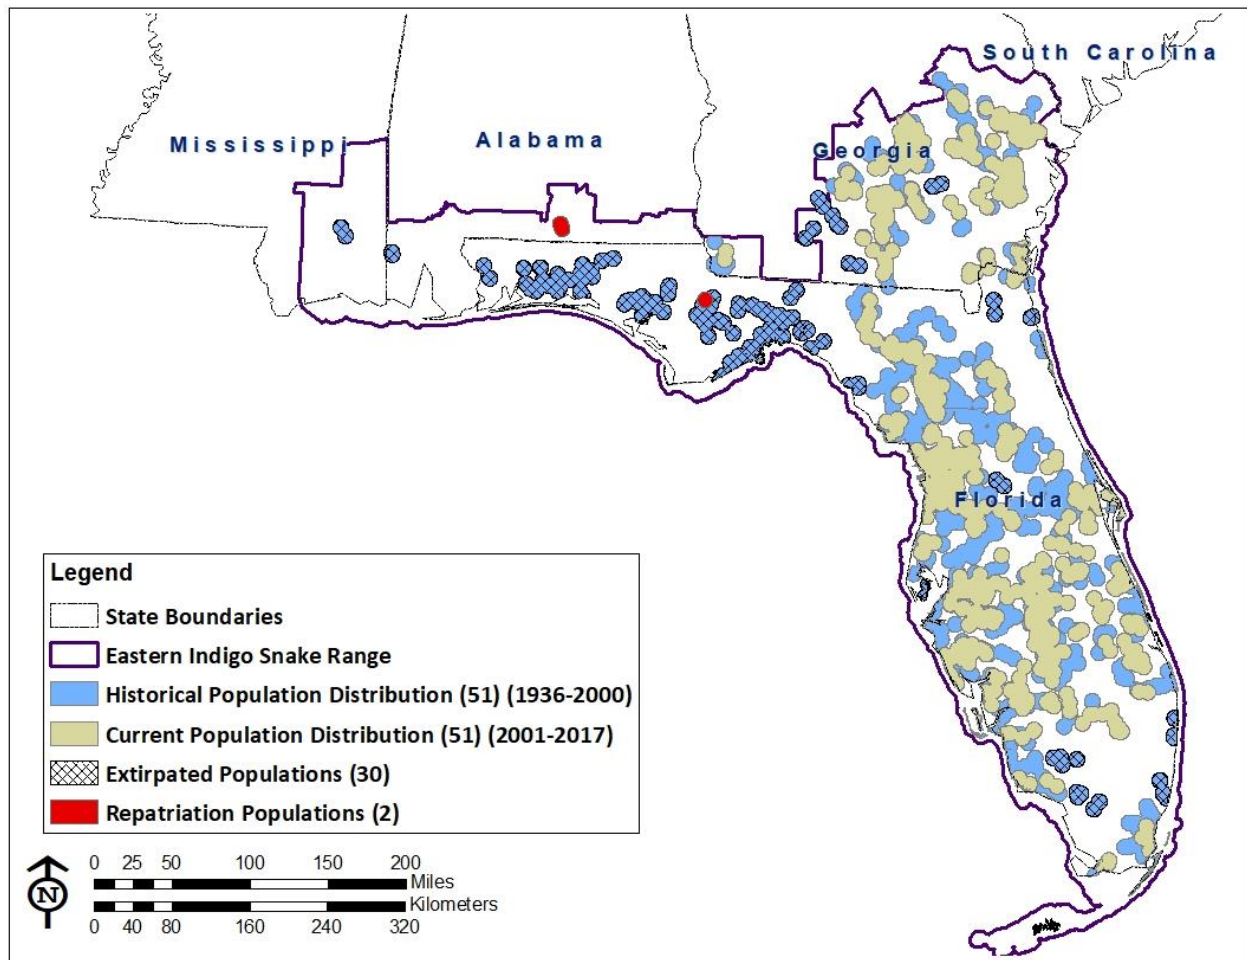 South Carolina
Mississippi
Alabama
Georgia
Florida
Legend
State Boundaries
Eastern Indigo Snake Range
Historical Population Distribution (51) (1936-2000)
Current Population Distribution (51) (2001-2017)
Extirpated Populations (30)
Repatriation Populations (2)
N
0 25 50 100 150 200
Miles
Kilometers
0 40 80 160 240 320